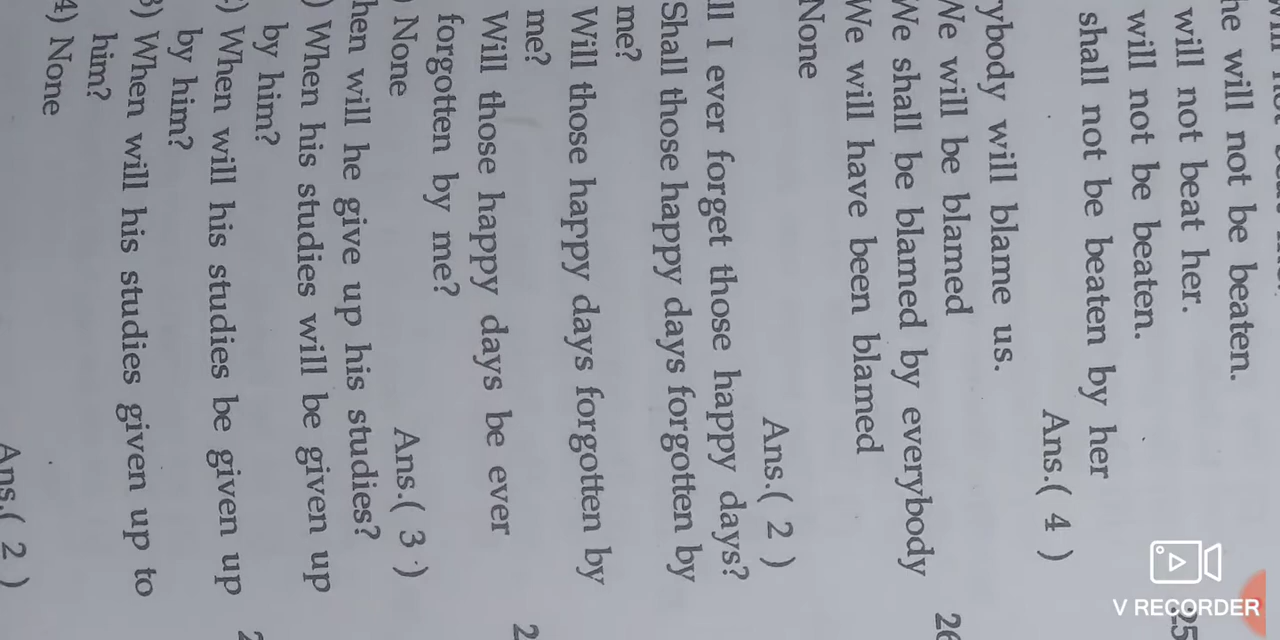 he will not be beaten.
will not beat her.
will not be beaten.
shall not be beaten by her
Ans.( 4 )
ybody will blame us.
We will be blamed
We shall be blamed by everybody
We will have been blamed
None
Ans.( 2 )
ll I ever forget those happy days?
Shall those happy days forgotten by
me?
Will those happy days forgotten by
me?
Will those happy days be ever
forgotten by me?
) None
Ans.( 3 )
hen will he give up his studies?
) When his studies will be given up
by him?
) When will his studies be given up
by him?
3) When will his studies given up to
him?
4) None
Ans.( 2 )
25
26
2
2
V RECORDER